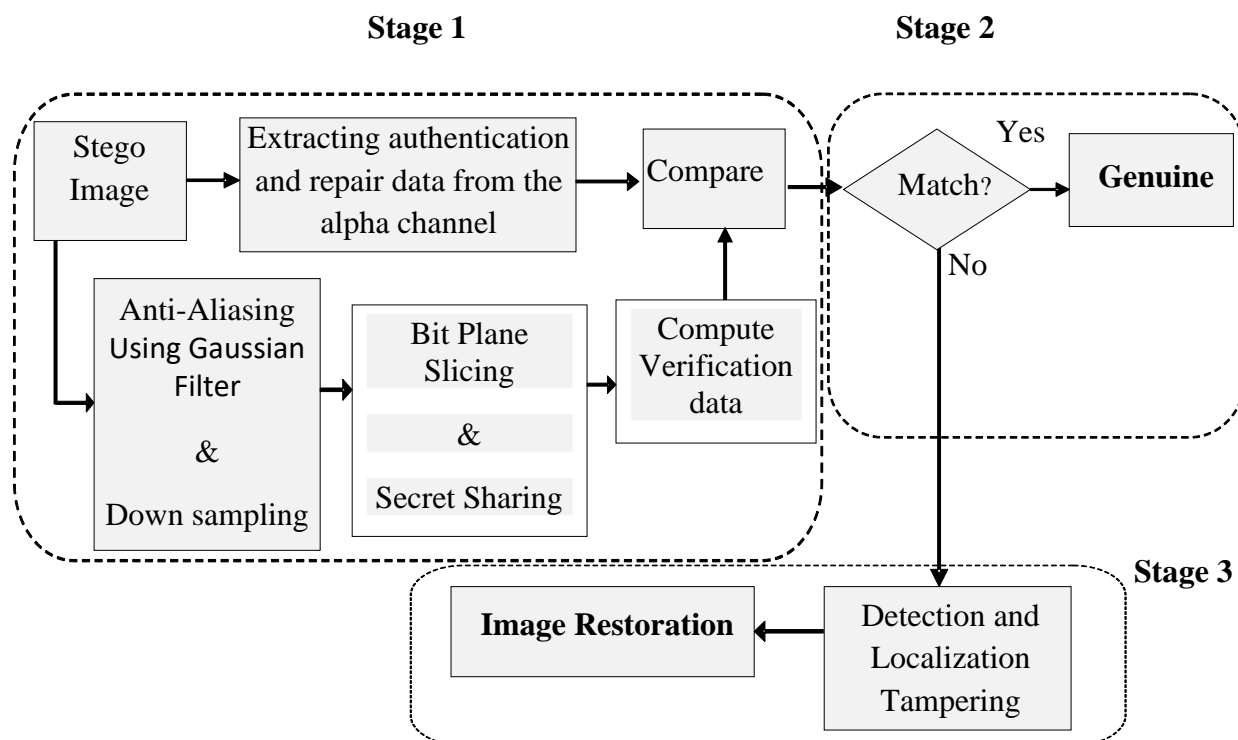 Stage 1
Stage 2
Stego
Image
Extracting authentication
and repair data from the
alpha channel
Compare
Match?
Yes
Genuine
No
Anti-Aliasing
Using Gaussian
Filter
&
Down sampling
Bit Plane
Slicing
&
Secret Sharing
Compute
Verification
data
Stage 3
Image Restoration
Detection and
Localization
Tampering